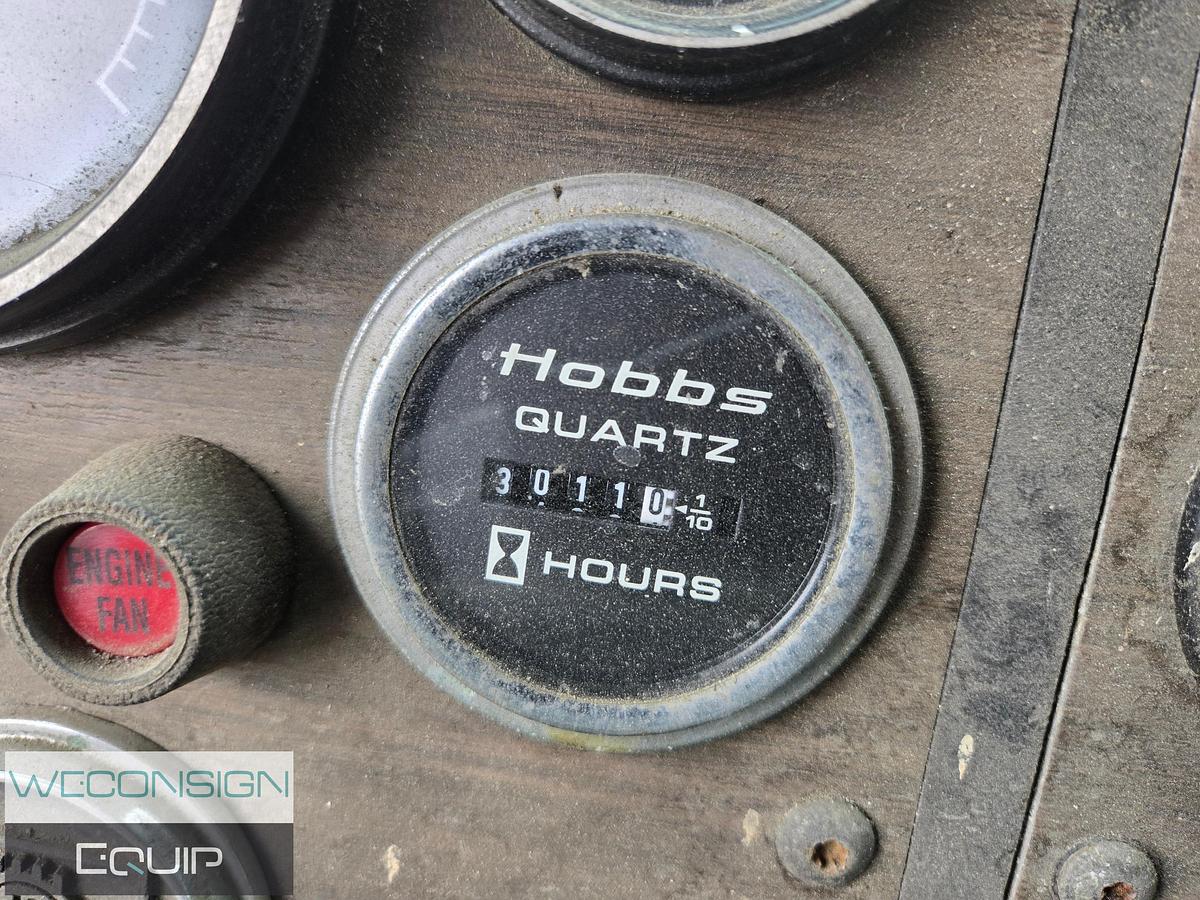 Hobbs
QUARTZ
30110 1/10
HOURS
ENGINE
FAN
WECONSIGN
EQUIP